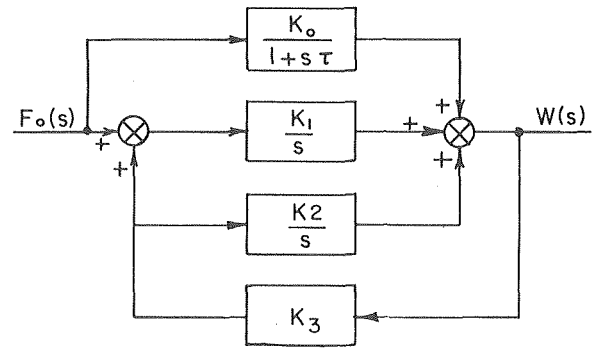 K₀
1+sτ
F₀(s)
+
+
K₁
s
+
+
+
W(s)
K2
s
K₃